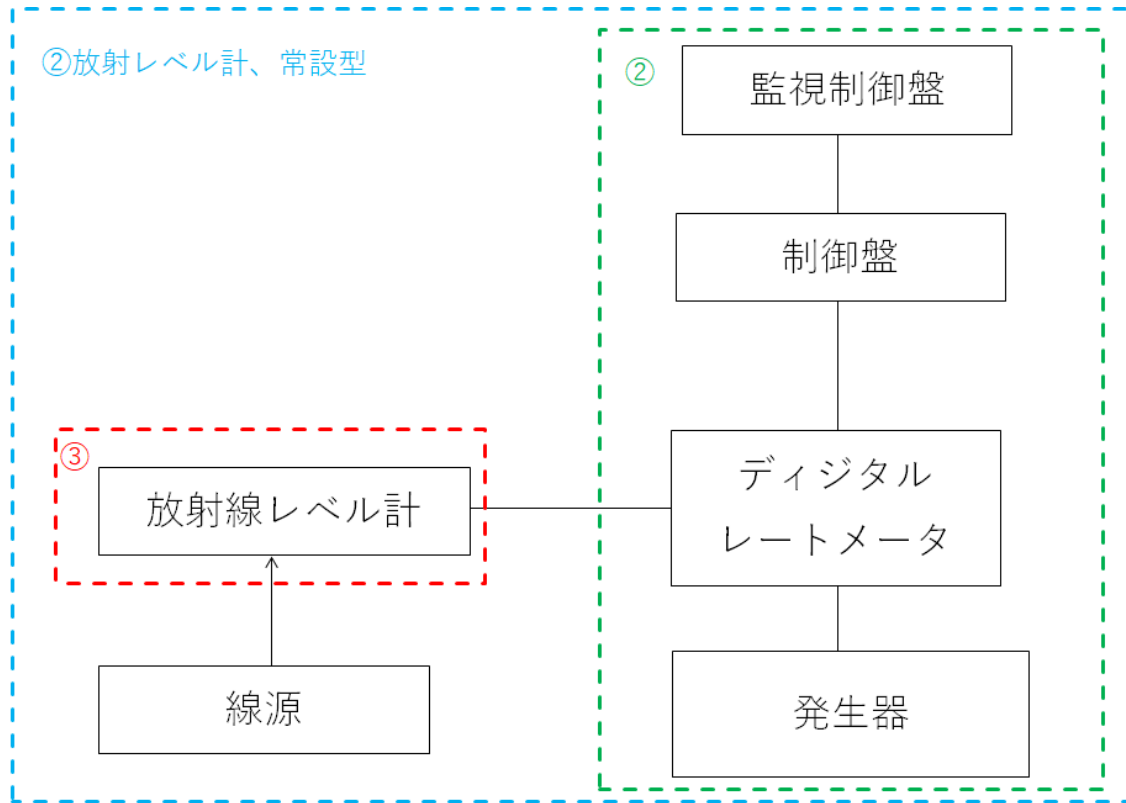 ②放射レベル計、常設型
②
監視制御盤
制御盤
③
放射線レベル計
ディジタル
レートメータ
線源
発生器